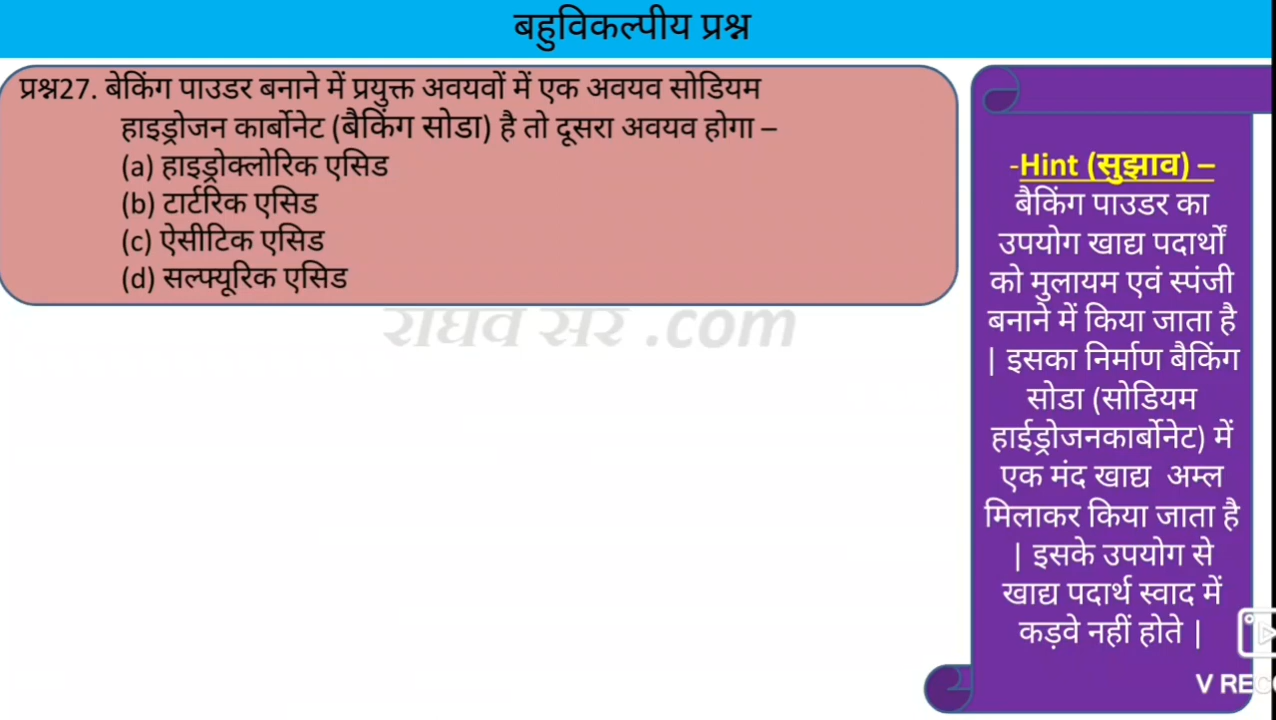 बहुविकल्पीय प्रश्न
प्रश्न27. बेकिंग पाउडर बनाने में प्रयुक्त अवयवों में एक अवयव सोडियम
हाइड्रोजन कार्बोनेट (बैकिंग सोडा) है तो दूसरा अवयव होगा –
(a) हाइड्रोक्लोरिक एसिड
(b) टार्टरिक एसिड
(c) ऐसीटिक एसिड
(d) सल्फ्यूरिक एसिड
राघव सर .com
-Hint (सुझाव) –
बैकिंग पाउडर का
उपयोग खाद्य पदार्थों
को मुलायम एवं स्पंजी
बनाने में किया जाता है
| इसका निर्माण बैकिंग
सोडा (सोडियम
हाईड्रोजनकार्बोनेट) में
एक मंद खाद्य अम्ल
मिलाकर किया जाता है
| इसके उपयोग से
खाद्य पदार्थ स्वाद में
कड़वे नहीं होते |
V REC